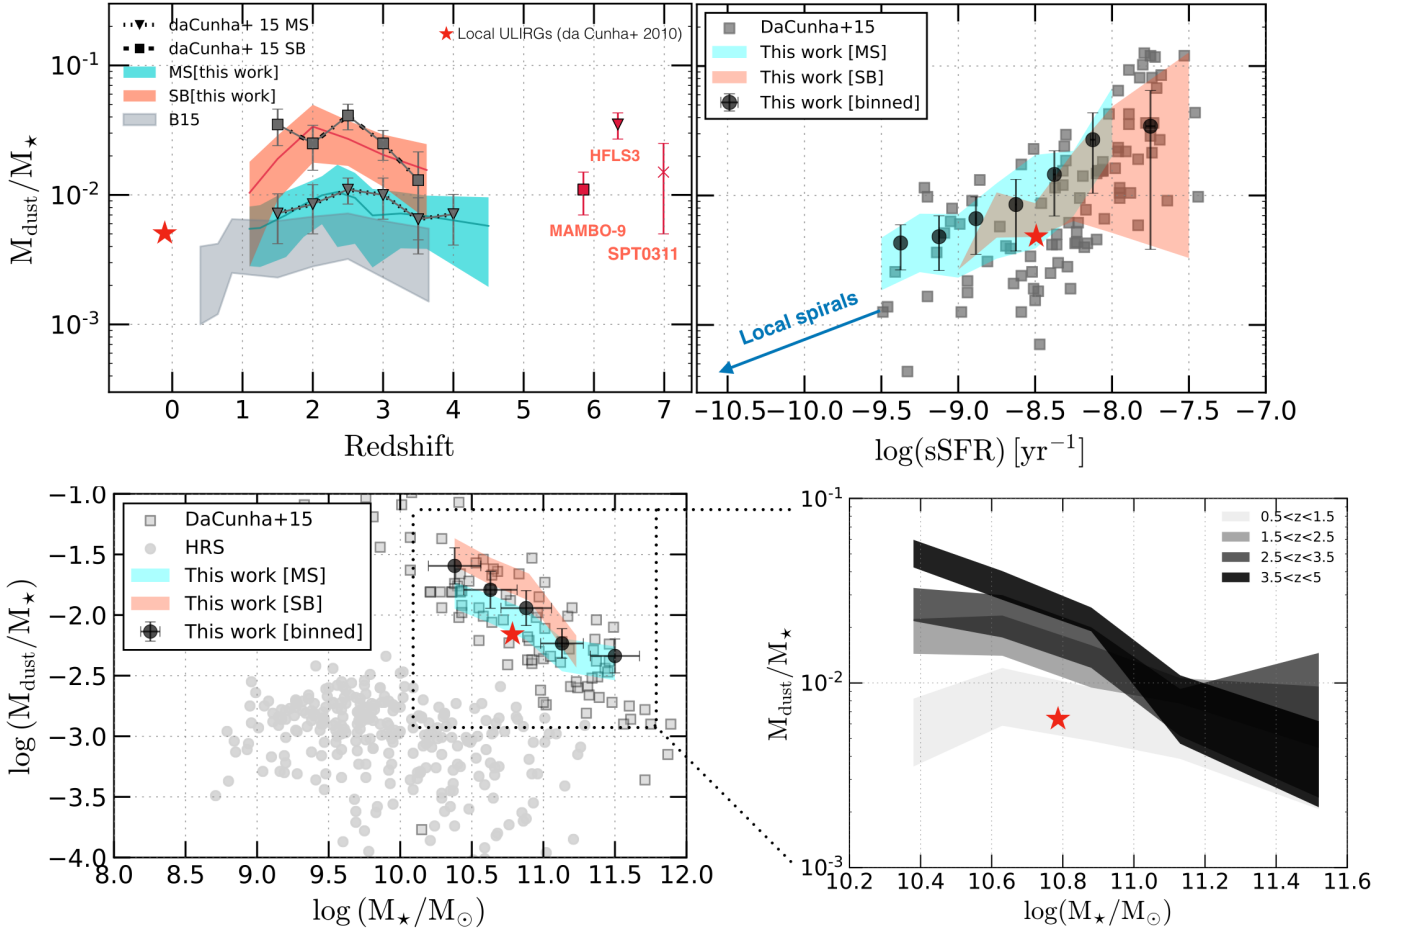 daCunha+ 15 MS
daCunha+ 15 SB
MS[this work]
SB[this work]
B15
★ Local ULIRGs (da Cunha+ 2010)
HFLS3
MAMBO-9
SPT0311
10⁻¹
10⁻²
10⁻³
M_dust/M★
0 1 2 3 4 5 6 7
Redshift
DaCunha+15
This work [MS]
This work [SB]
This work [binned]
Local spirals
−10.5 −10.0 −9.5 −9.0 −8.5 −8.0 −7.5 −7.0
log(sSFR) [yr⁻¹]
DaCunha+15
HRS
This work [MS]
This work [SB]
This work [binned]
−1.0
−1.5
−2.0
−2.5
−3.0
−3.5
−4.0
log (M_dust/M★)
8.0 8.5 9.0 9.5 10.0 10.5 11.0 11.5 12.0
log (M★/M⊙)
0.5<z<1.5
1.5<z<2.5
2.5<z<3.5
3.5<z<5
10⁻¹
10⁻²
10⁻³
M_dust/M★
10.2 10.4 10.6 10.8 11.0 11.2 11.4 11.6
log(M★/M⊙)